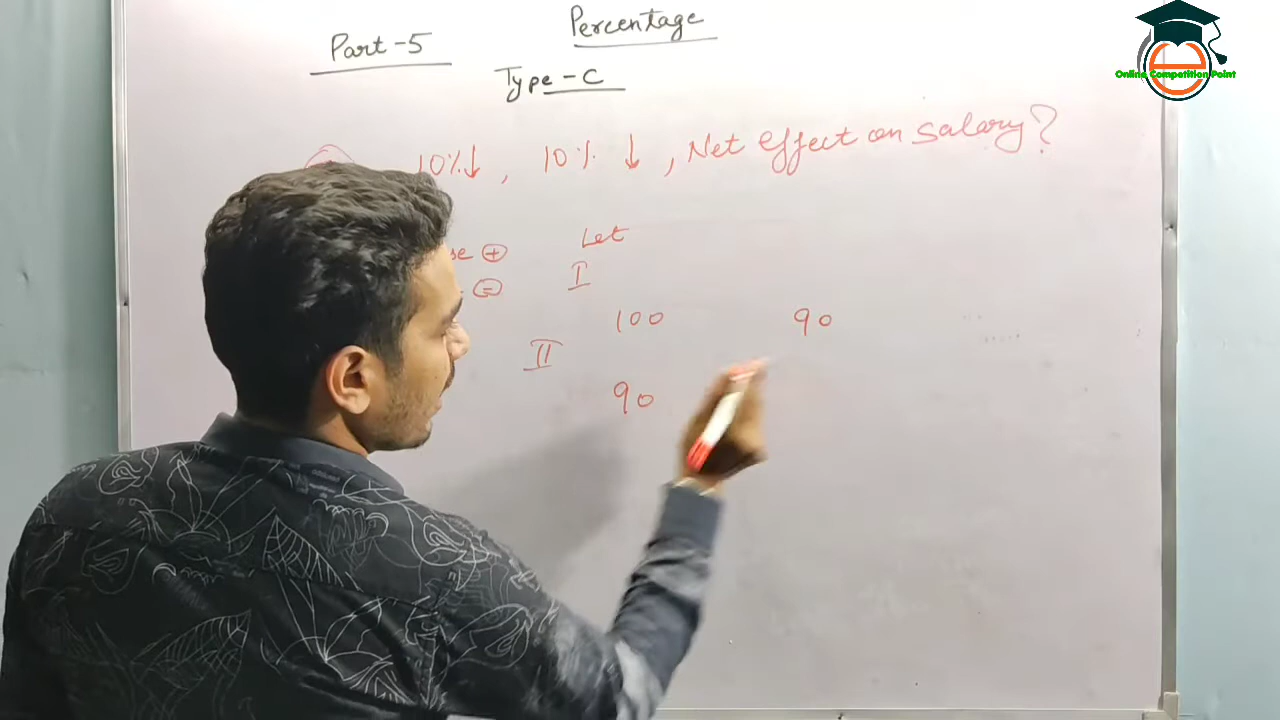 Percentage
Part-5
Type-C
10%↓, 10% ↓, Net effect on salary?
se ⊕ Let
⊖ I
100 90
II
90
Online Competition Point